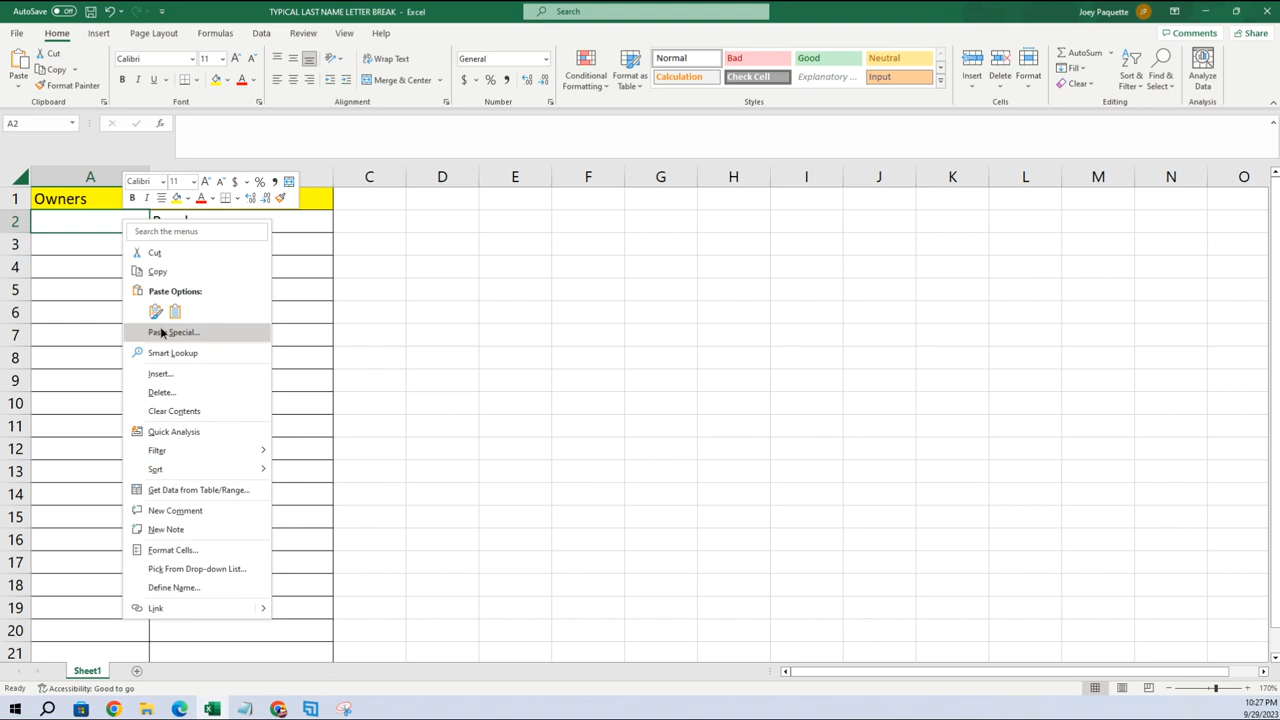 AutoSave Off
TYPICAL LAST NAME LETTER BREAK - Excel
Search
Joey Paquette JP
File Home Insert Page Layout Formulas Data Review View Help
Comments Share
Paste
Cut
Copy
Format Painter
Clipboard
Calibri 11
B I U
Font
Wrap Text
Merge & Center
Alignment
General
$ % ,
Number
Conditional Formatting
Format as Table
Normal Bad Good Neutral
Calculation Check Cell Explanatory ... Input
Styles
Insert Delete Format
Cells
AutoSum
Fill
Clear
Sort & Filter
Find & Select
Editing
Analyze Data
Analysis
A2
fx
A C D E F G H I J K L M N O
Calibri 11 $ %
B I
1 Owners
2
3
4
5
6
7
8
9
10
11
12
13
14
15
16
17
18
19
20
21
Search the menus
Cut
Copy
Paste Options:
Paste Special...
Smart Lookup
Insert...
Delete...
Clear Contents
Quick Analysis
Filter
Sort
Get Data from Table/Range...
New Comment
New Note
Format Cells...
Pick From Drop-down List...
Define Name...
Link
Sheet1
Ready Accessibility: Good to go
170%
10:27 PM
9/29/2023